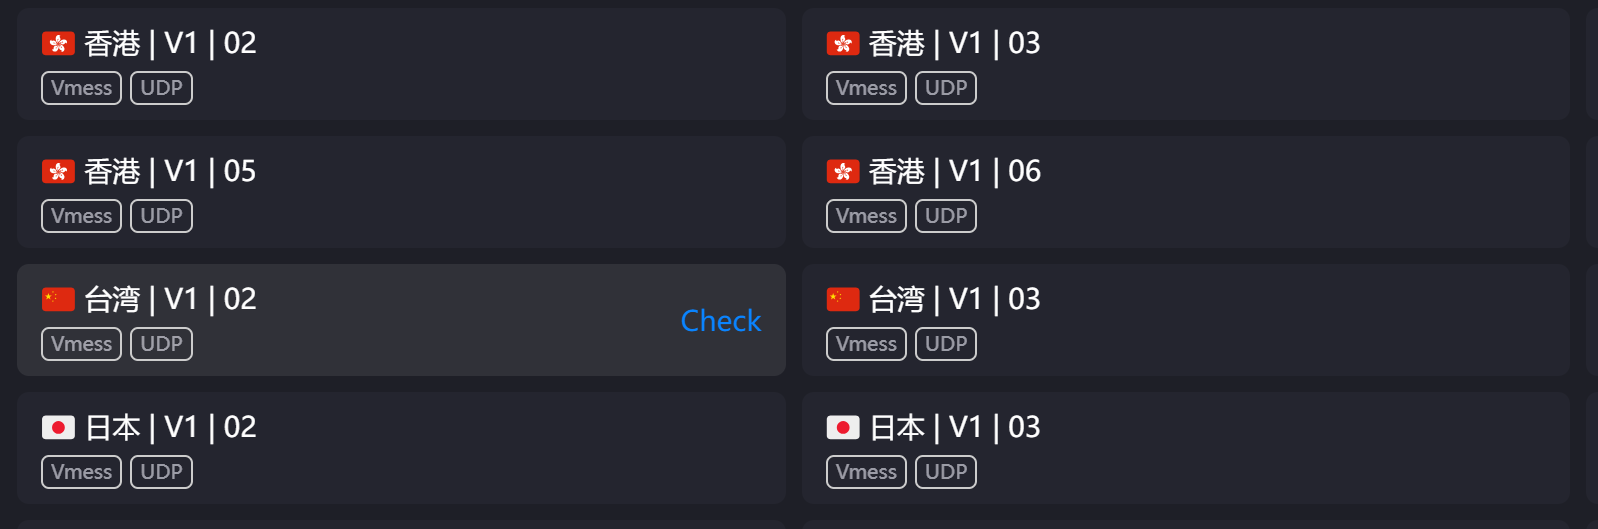 香港 | V1 | 02
Vmess UDP
香港 | V1 | 03
Vmess UDP
香港 | V1 | 05
Vmess UDP
香港 | V1 | 06
Vmess UDP
台湾 | V1 | 02
Vmess UDP
Check
台湾 | V1 | 03
Vmess UDP
日本 | V1 | 02
Vmess UDP
日本 | V1 | 03
Vmess UDP